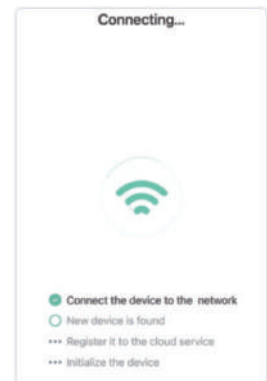 Connecting...
Connect the device to the network
New device is found
Register it to the cloud service
Initialize the device